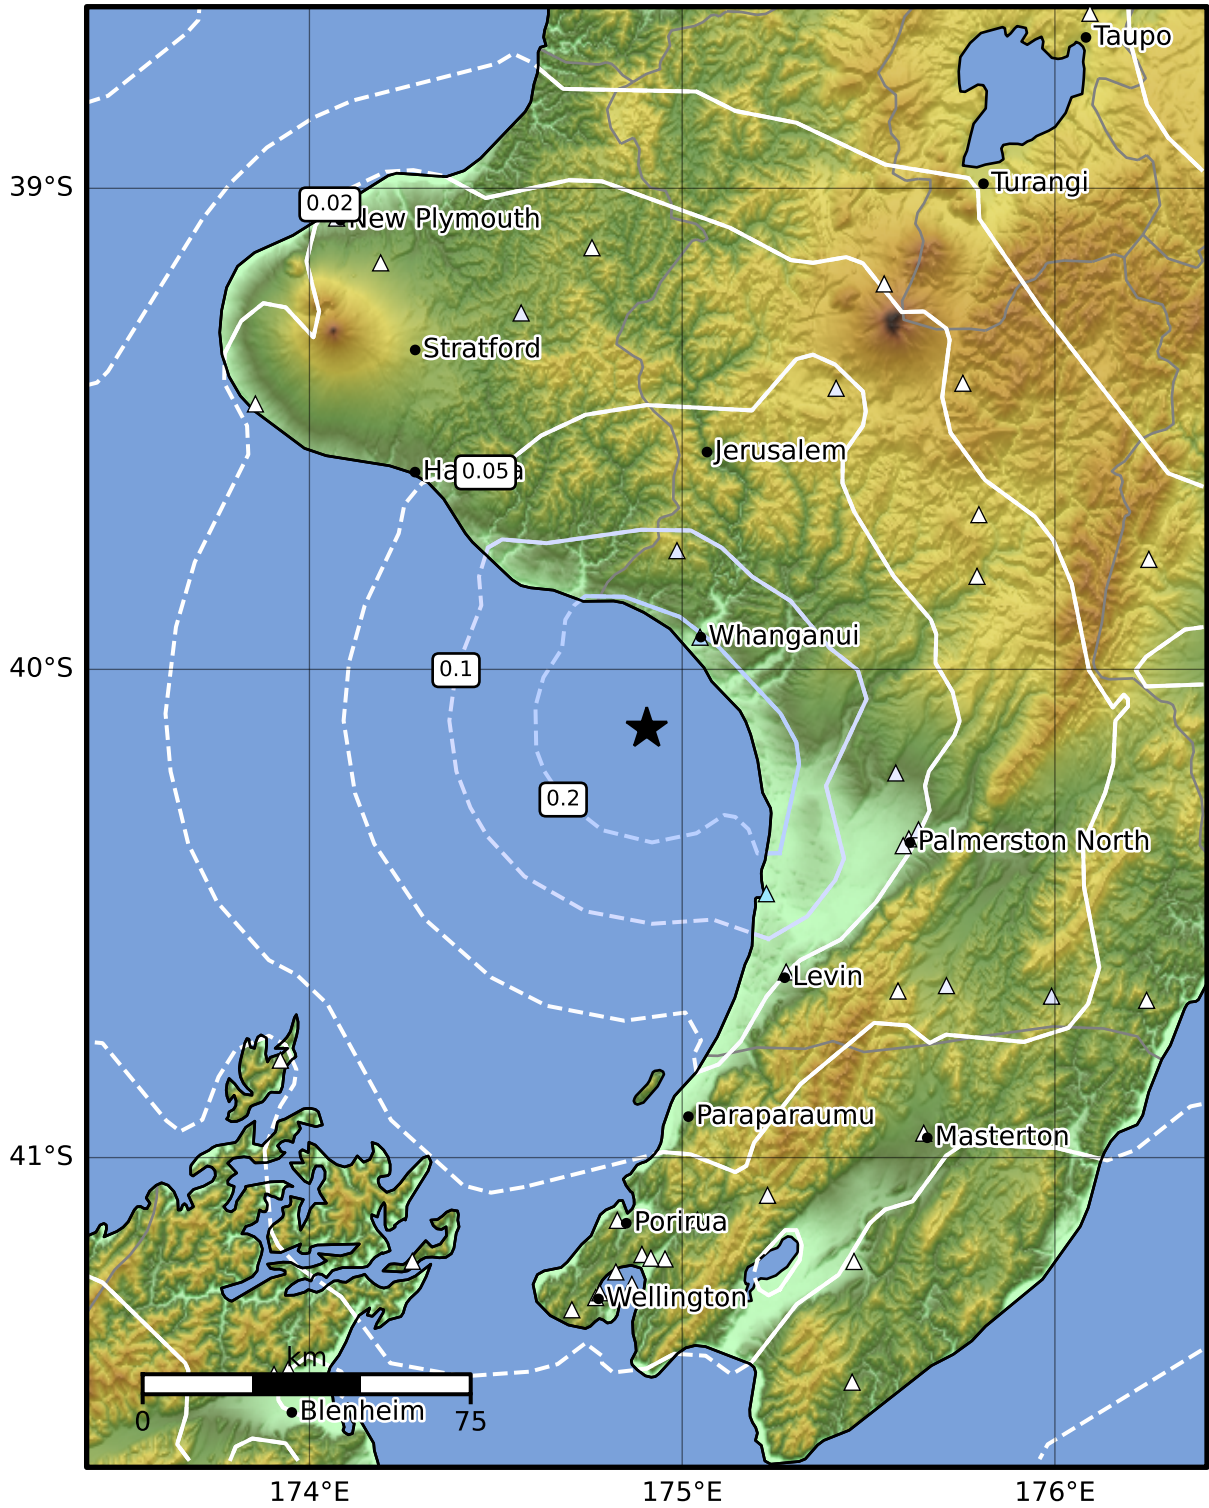 Taupo
39°S
Turangi
0.02
New Plymouth
Stratford
Jerusalem
0.05
Whanganui
40°S
0.1
0.2
Palmerston North
Levin
Paraparaumu
Masterton
41°S
Porirua
Wellington
km
0
75
Blenheim
174°E
175°E
176°E